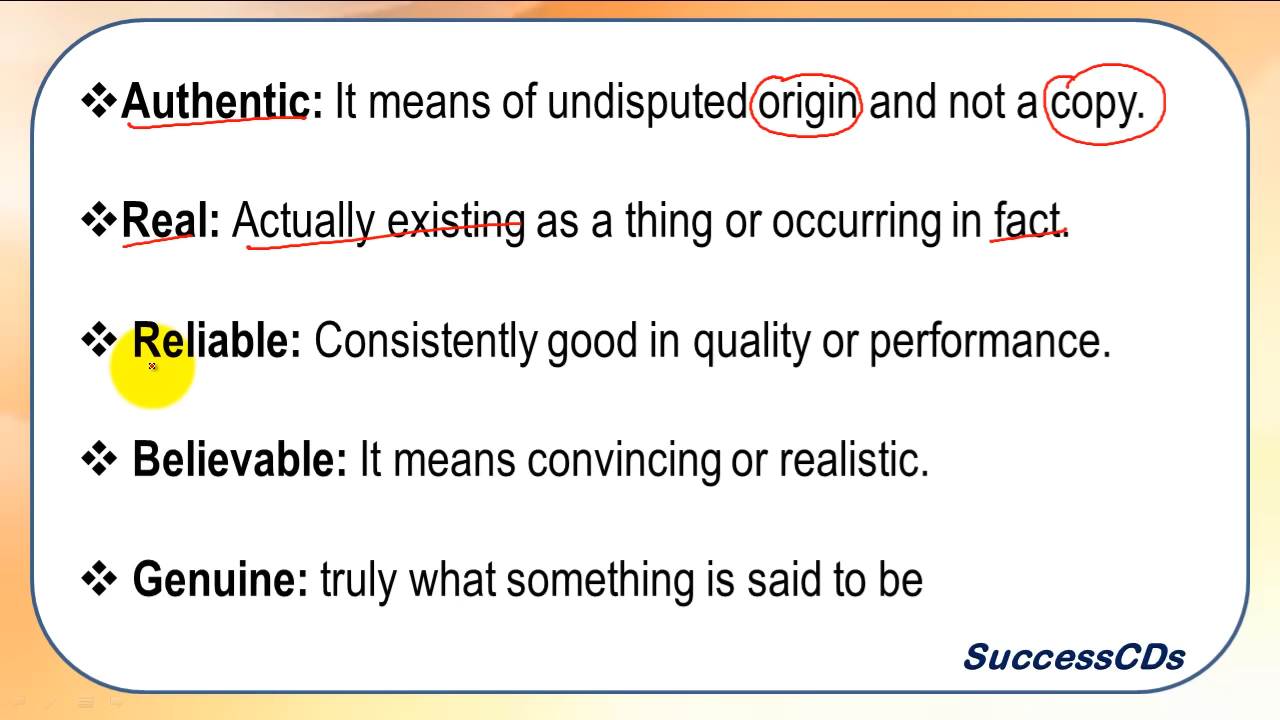 ❖Authentic: It means of undisputed origin and not a copy.
❖Real: Actually existing as a thing or occurring in fact.
❖ Reliable: Consistently good in quality or performance.
❖ Believable: It means convincing or realistic.
❖ Genuine: truly what something is said to be
SuccessCDs